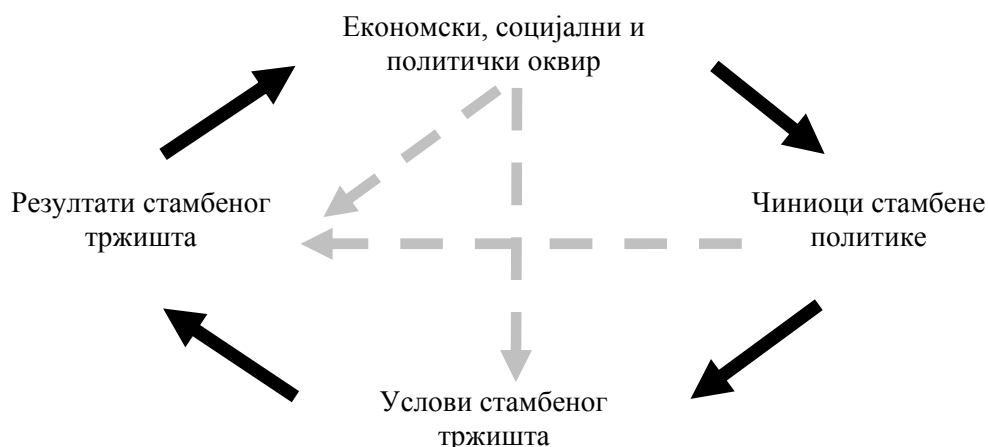 Економски, социјални и
политички оквир
Резултати стамбеног
тржишта
Чиниоци стамбене
политике
Услови стамбеног
тржишта